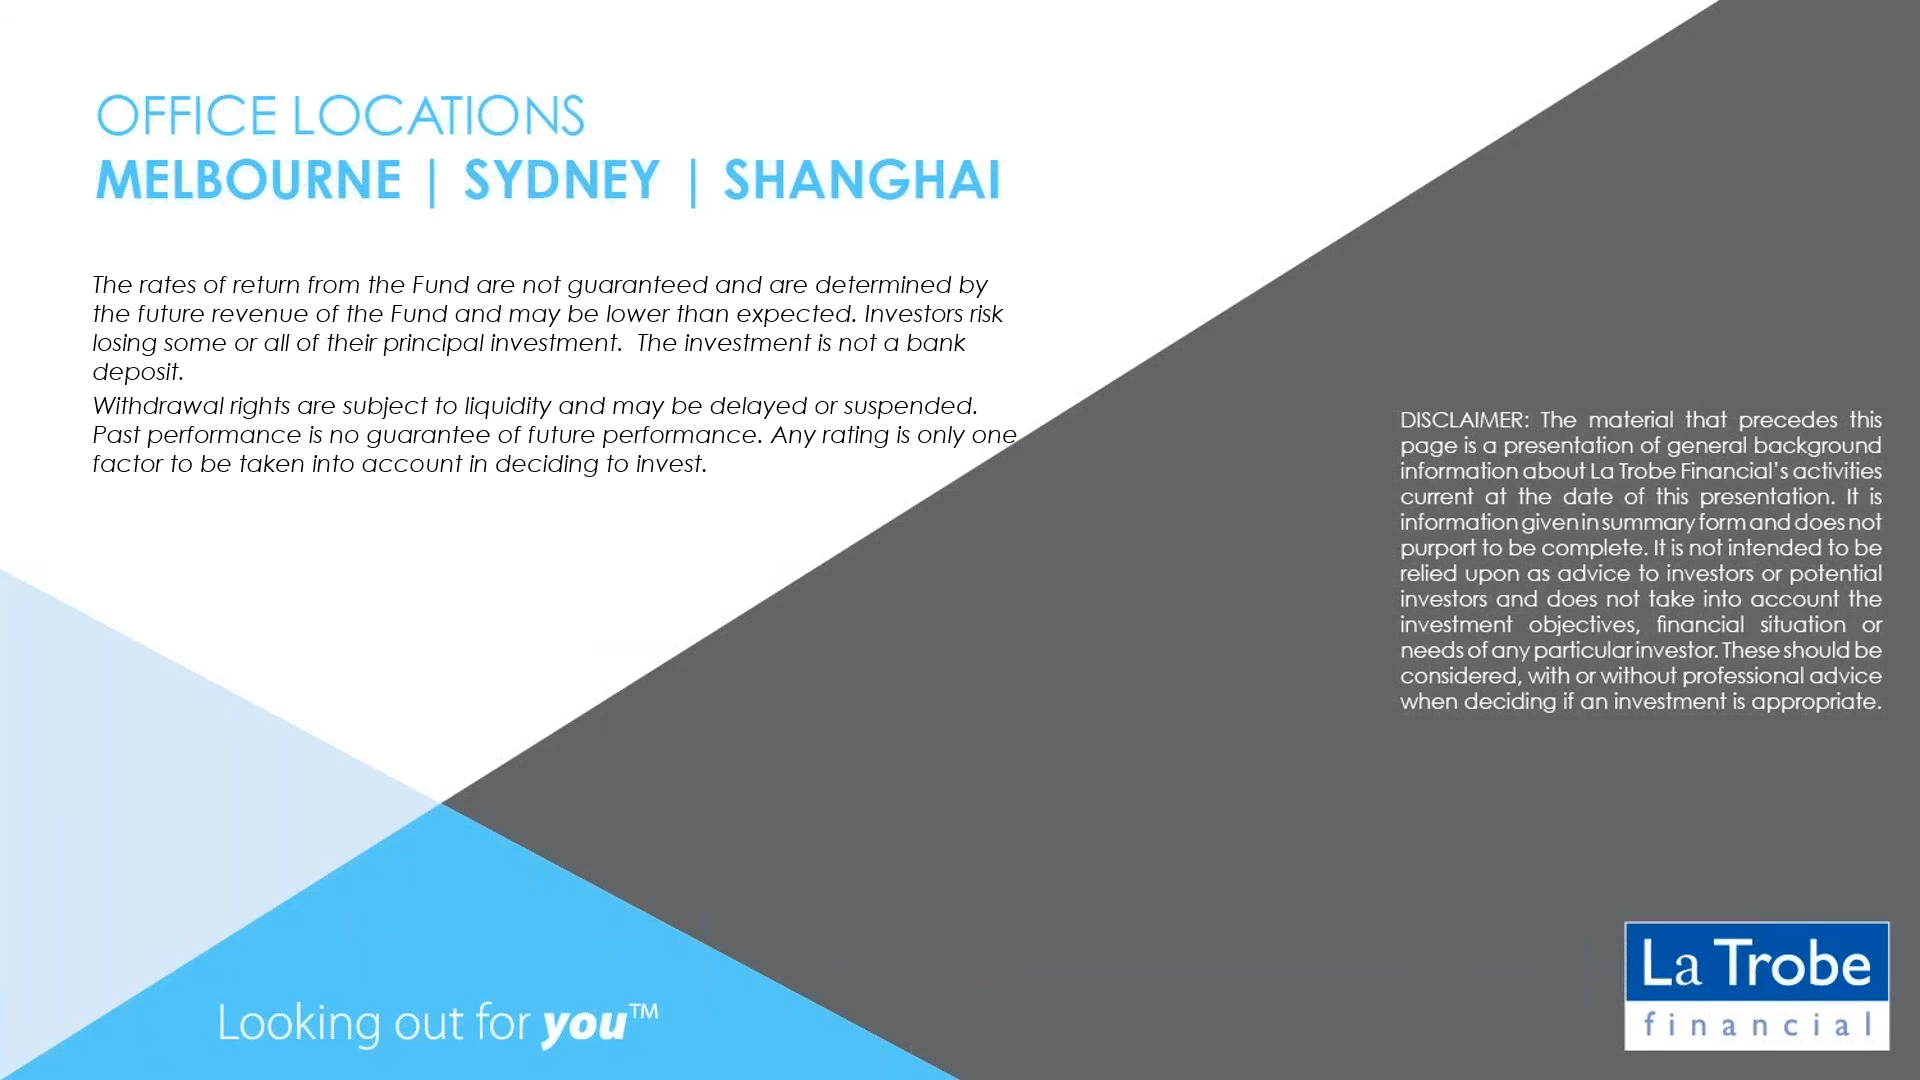 OFFICE LOCATIONS
MELBOURNE | SYDNEY | SHANGHAI
The rates of return from the Fund are not guaranteed and are determined by
the future revenue of the Fund and may be lower than expected. Investors risk
losing some or all of their principal investment.  The investment is not a bank
deposit.
Withdrawal rights are subject to liquidity and may be delayed or suspended.
Past performance is no guarantee of future performance. Any rating is only one
factor to be taken into account in deciding to invest.
DISCLAIMER: The material that precedes this
page is a presentation of general background
information about La Trobe Financial's activities
current at the date of this presentation. It is
information given in summary form and does not
purport to be complete. It is not intended to be
relied upon as advice to investors or potential
investors and does not take into account the
investment objectives, financial situation or
needs of any particular investor. These should be
considered, with or without professional advice
when deciding if an investment is appropriate.
Looking out for you™
La Trobe
financial